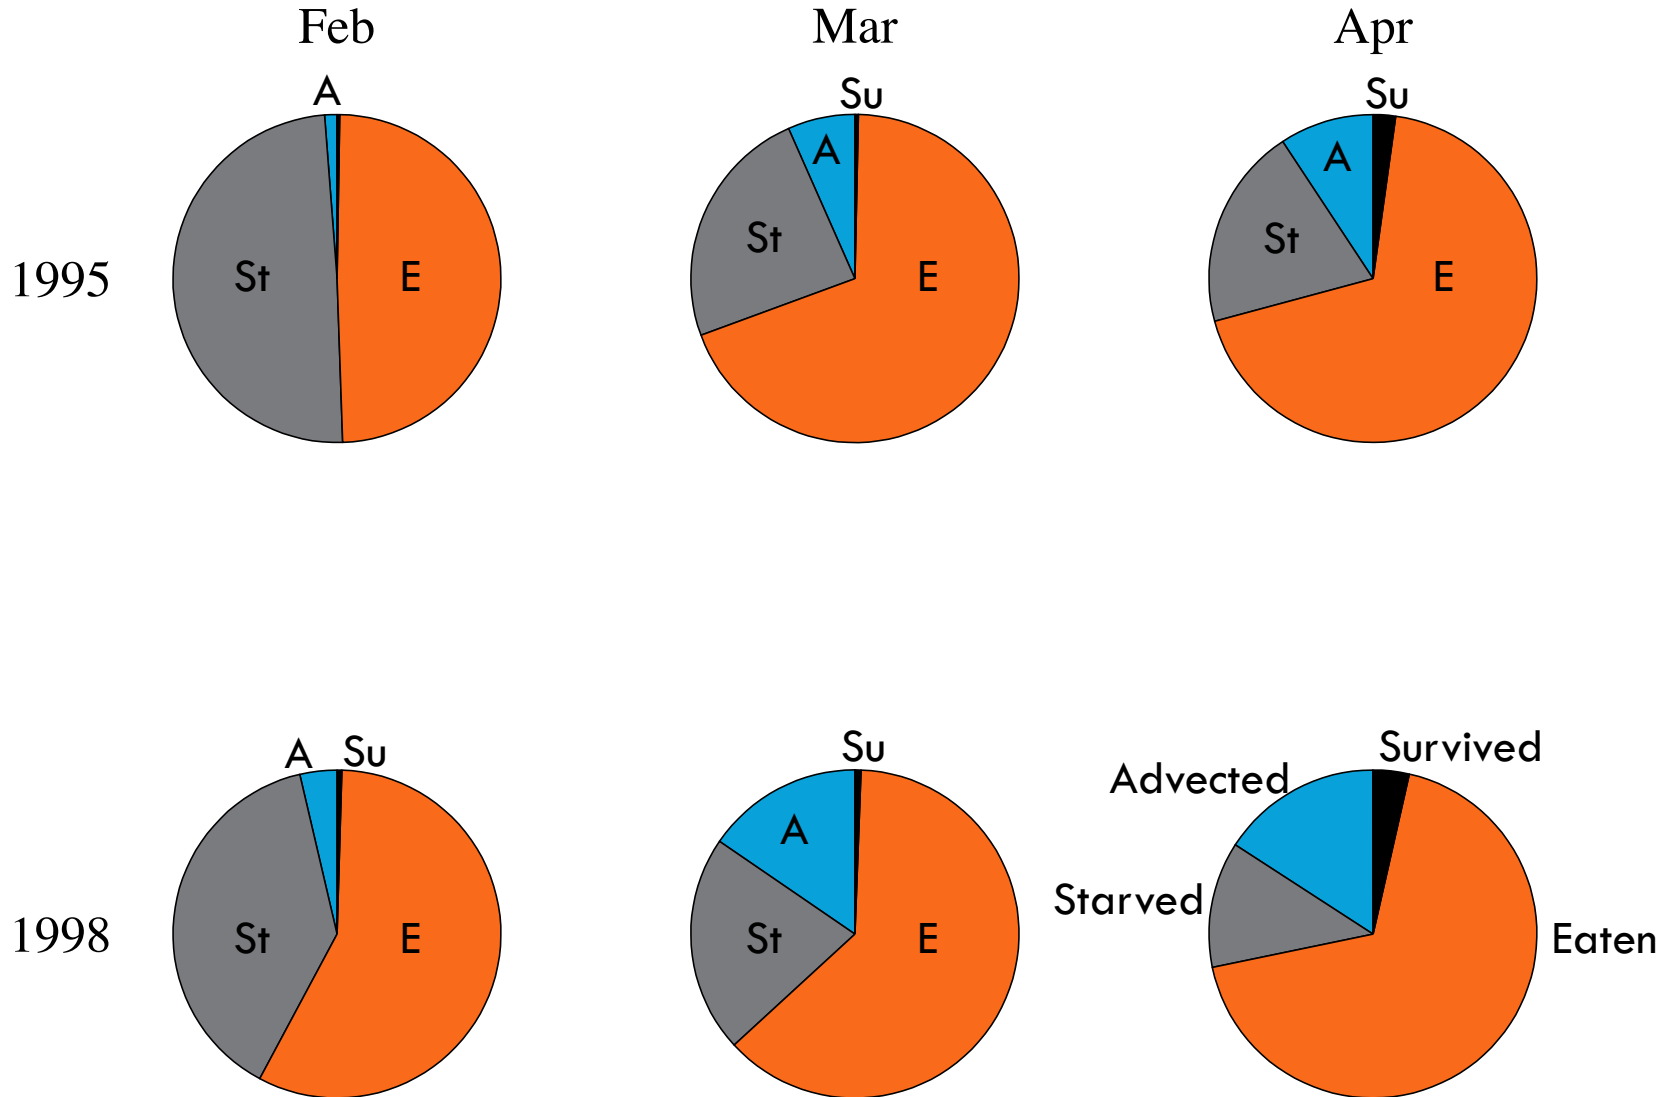 Feb Mar Apr
A Su Su
A A
St St St
1995 E E E
A Su Su Survived
Advected
A
Starved
1998 St E St E Eaten